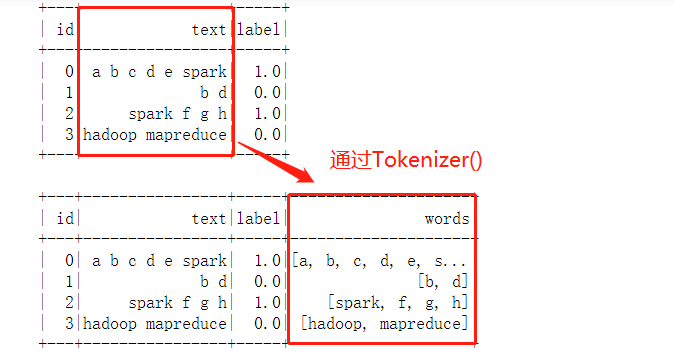 +---+----------------+-----+
| id|            text|label|
+---+----------------+-----+
|  0|   a b c d e spark|  1.0|
|  1|             b d|  0.0|
|  2|     spark f g h|  1.0|
|  3|hadoop mapreduce|  0.0|
+---+----------------+-----+
通过Tokenizer()
+---+----------------+-----+--------------------+
| id|            text|label|               words|
+---+----------------+-----+--------------------+
|  0|   a b c d e spark|  1.0|[a, b, c, d, e, s...|
|  1|             b d|  0.0|              [b, d]|
|  2|     spark f g h|  1.0|    [spark, f, g, h]|
|  3|hadoop mapreduce|  0.0| [hadoop, mapreduce]|